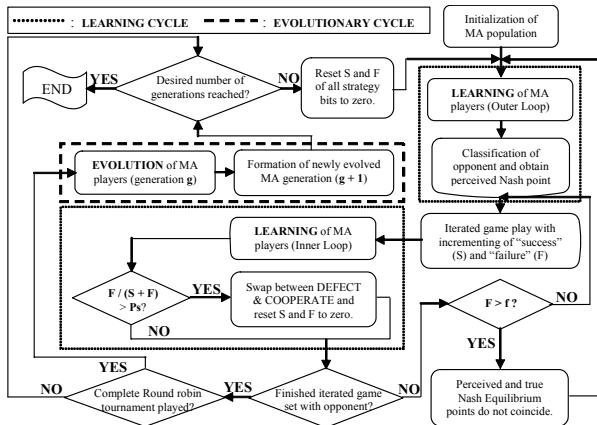 : LEARNING CYCLE
: EVOLUTIONARY CYCLE
Initialization of
MA population
END
YES
Desired number of
generations reached?
NO
Reset S and F
of all strategy
bits to zero.
LEARNING of MA
players (Outer Loop)
Classification of
opponent and obtain
perceived Nash point
EVOLUTION of MA
players (generation g)
Formation of newly evolved
MA generation (g + 1)
LEARNING of MA
players (Inner Loop)
Iterated game play with
incrementing of “success”
(S) and “failure” (F)
F / (S + F)
> Ps?
YES
Swap between DEFECT
& COOPERATE and
reset S and F to zero.
NO
F > f ?
NO
YES
YES
NO
Complete Round robin
tournament played?
YES
Finished iterated game
set with opponent?
NO
Perceived and true
Nash Equilibrium
points do not coincide.